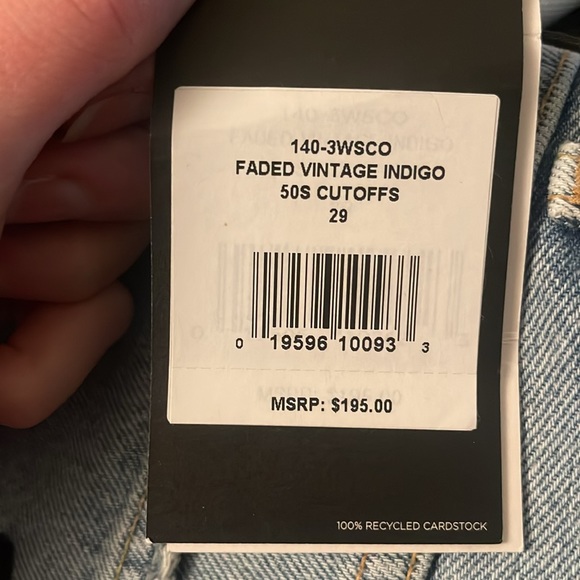 140-3WSCO
FADED VINTAGE INDIGO
50S CUTOFFS
29
0 19596 10093 3
MSRP: $195.00
100% RECYCLED CARDSTOCK